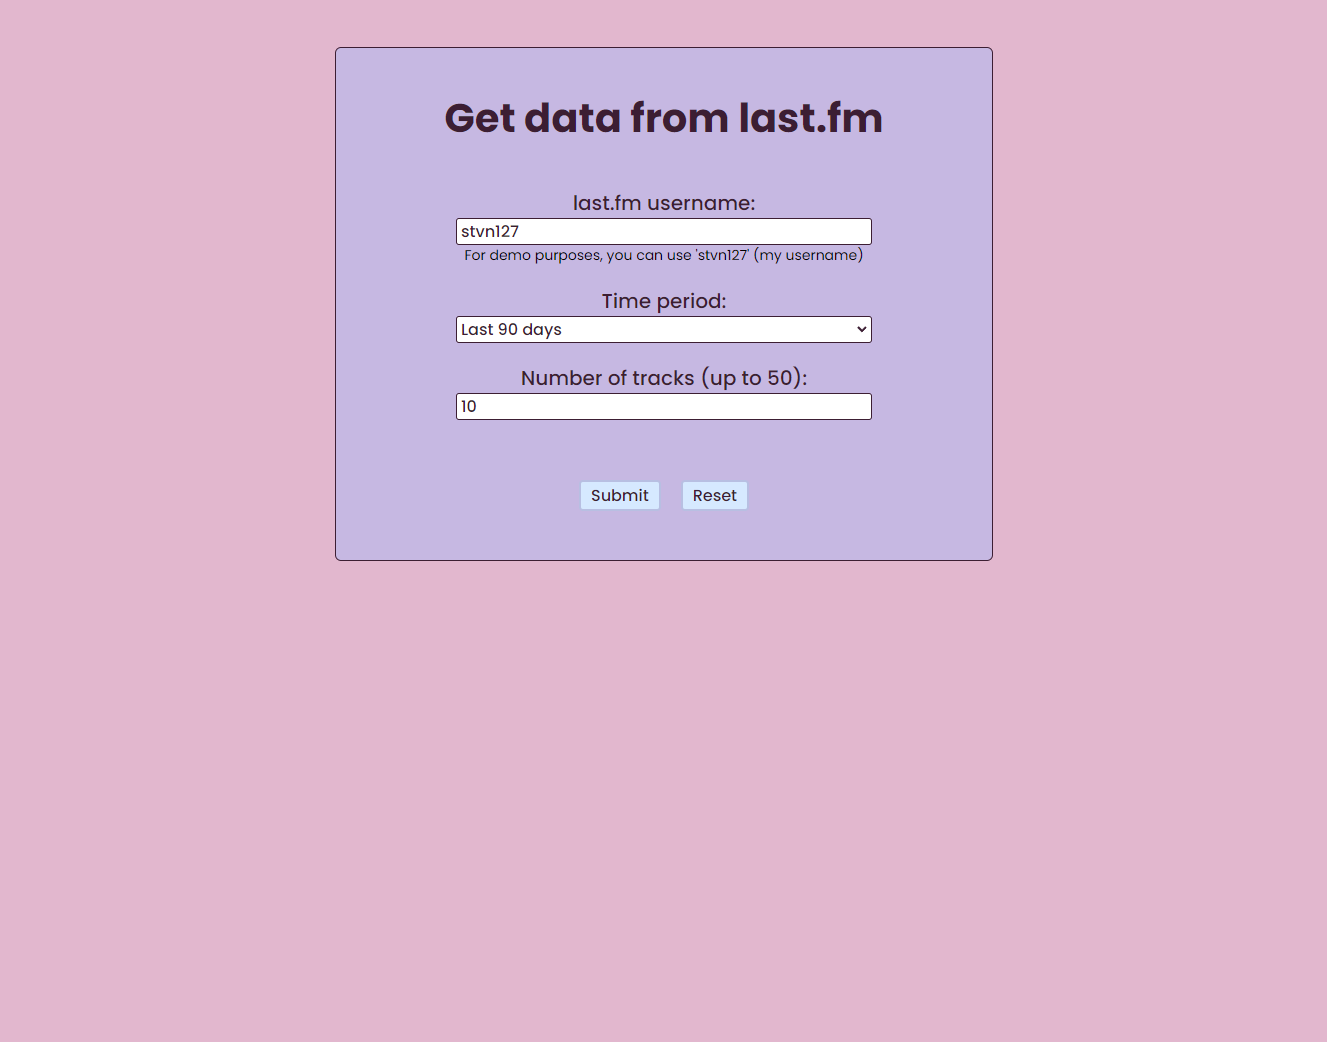 Get data from last.fm
last.fm username:
stvn127
For demo purposes, you can use 'stvn127' (my username)
Time period:
Last 90 days
Number of tracks (up to 50):
10
Submit Reset